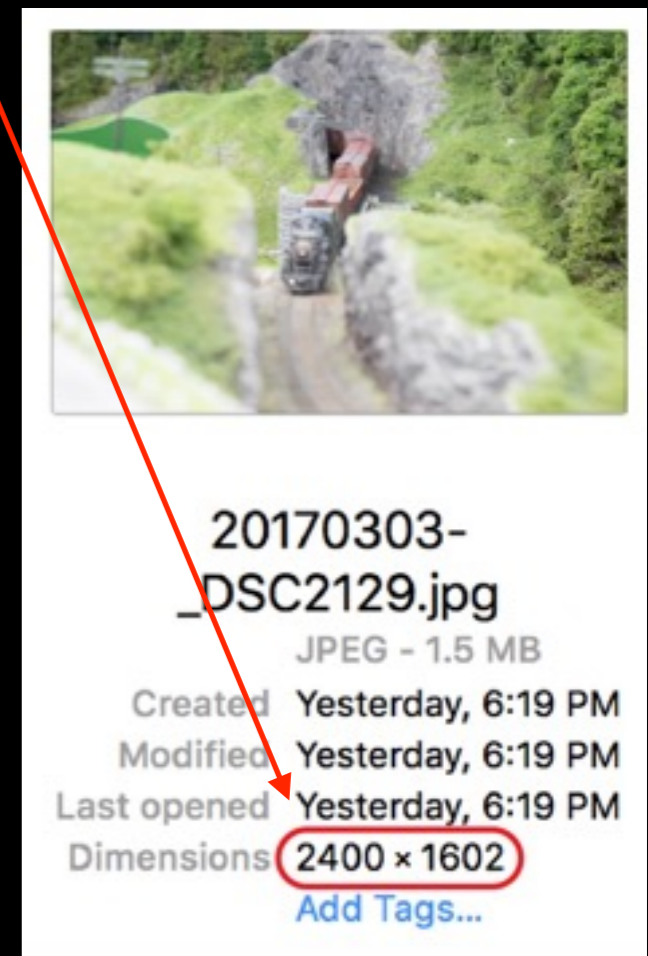 20170303-
_DSC2129.jpg
JPEG - 1.5 MB
Created Yesterday, 6:19 PM
Modified Yesterday, 6:19 PM
Last opened Yesterday, 6:19 PM
Dimensions 2400 × 1602
Add Tags...